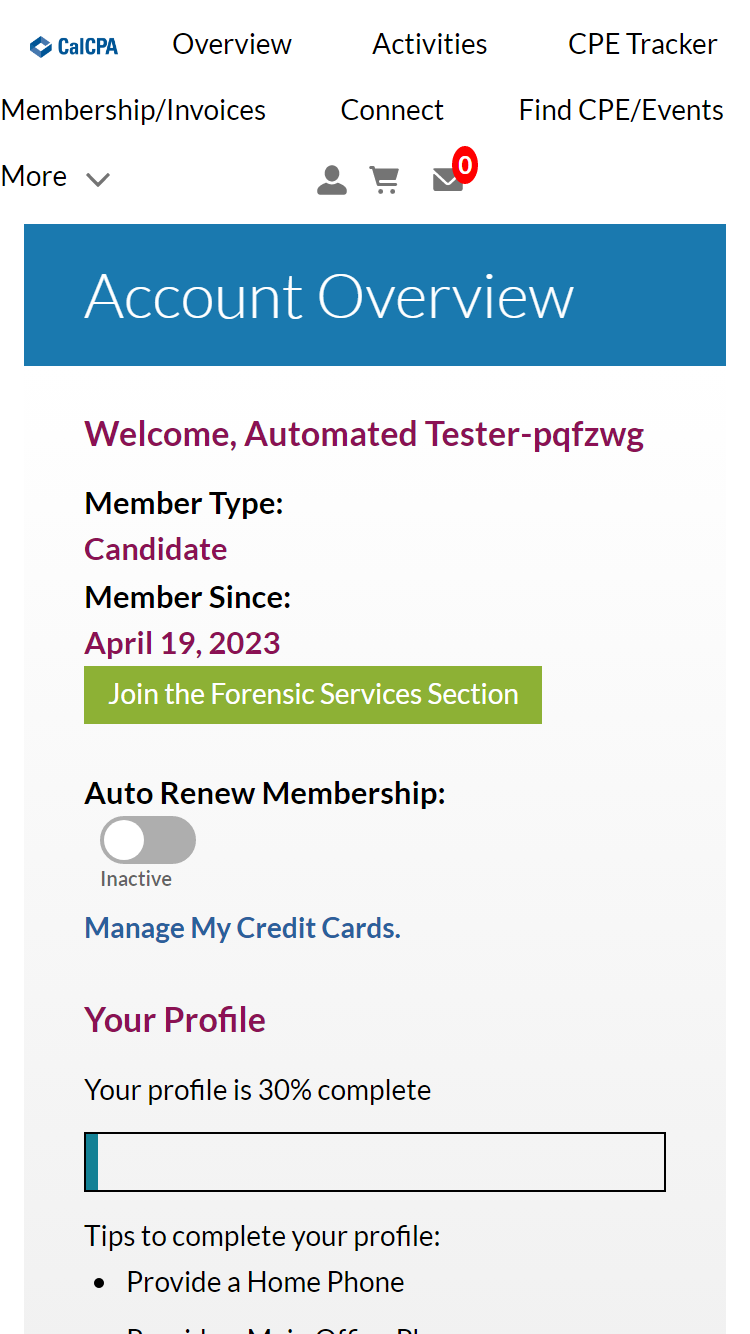 CalCPA Overview Activities CPE Tracker
Membership/Invoices Connect Find CPE/Events
More 0
Account Overview
Welcome, Automated Tester-pqfzwg
Member Type:
Candidate
Member Since:
April 19, 2023
Join the Forensic Services Section
Auto Renew Membership:
Inactive
Manage My Credit Cards.
Your Profile
Your profile is 30% complete
Tips to complete your profile:
• Provide a Home Phone